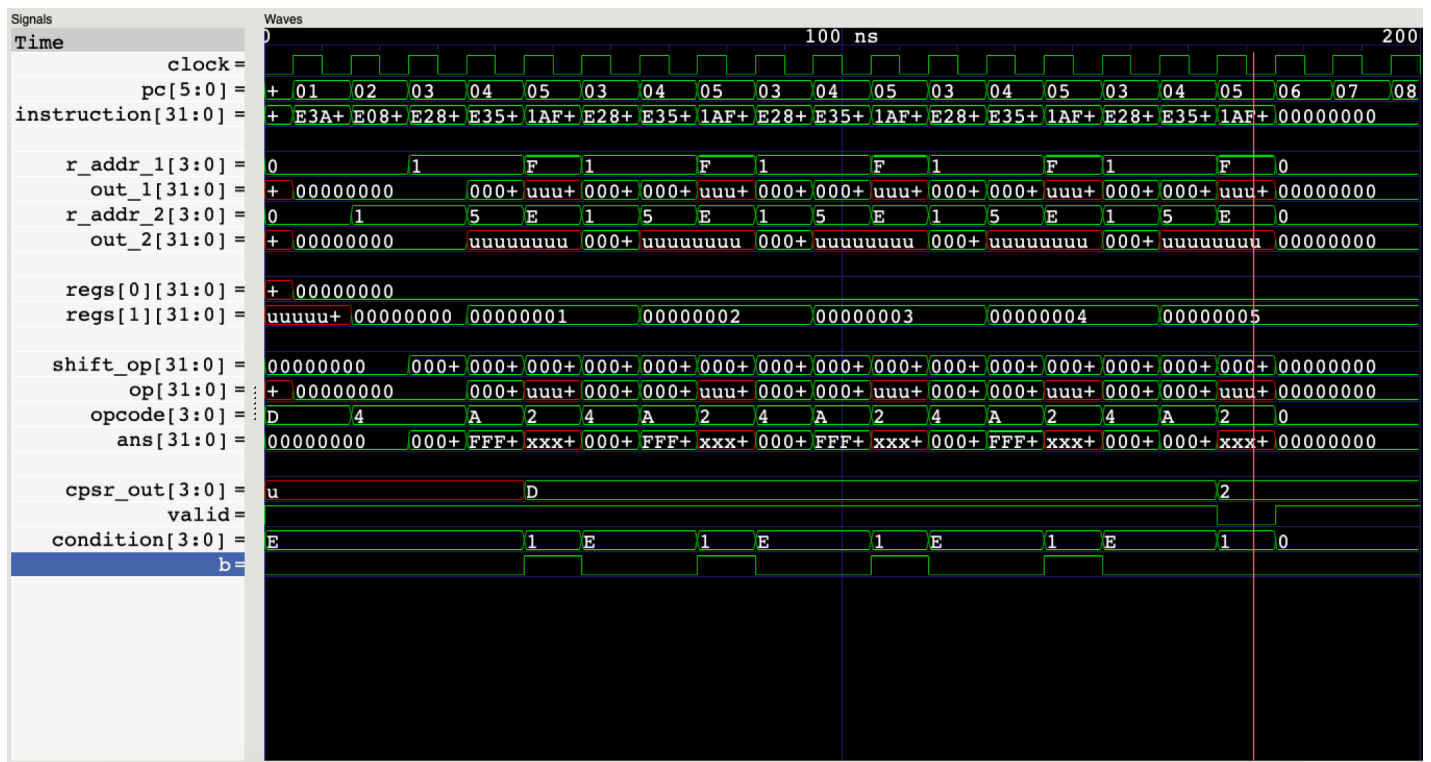 Signals Waves
Time 0 100 ns 200
clock=
pc[5:0]= + 01 02 03 04 05 03 04 05 03 04 05 03 04 05 03 04 05 06 07 08
instruction[31:0]= + E3A+ E08+ E28+ E35+ 1AF+ E28+ E35+ 1AF+ E28+ E35+ 1AF+ E28+ E35+ 1AF+ E28+ E35+ 1AF+ 00000000
r_addr_1[3:0]= 0 1 F 1 F 1 F 1 F 1 F 0
out_1[31:0]= + 00000000 000+ uuu+ 000+ 000+ uuu+ 000+ 000+ uuu+ 000+ 000+ uuu+ 000+ 000+ uuu+ 00000000
r_addr_2[3:0]= 0 1 5 E 1 5 E 1 5 E 1 5 E 1 5 E 0
out_2[31:0]= + 00000000 uuuuuuuu 000+ uuuuuuuu 000+ uuuuuuuu 000+ uuuuuuuu 000+ uuuuuuuu 00000000
regs[0][31:0]= + 00000000
regs[1][31:0]= uuuuu+ 00000000 00000001 00000002 00000003 00000004 00000005
shift_op[31:0]= 00000000 000+ 000+ 000+ 000+ 000+ 000+ 000+ 000+ 000+ 000+ 000+ 000+ 000+ 000+ 000+ 00000000
op[31:0]= + 00000000 000+ uuu+ 000+ 000+ uuu+ 000+ 000+ uuu+ 000+ 000+ uuu+ 000+ 000+ uuu+ 00000000
opcode[3:0]= D 4 A 2 4 A 2 4 A 2 4 A 2 4 A 2 0
ans[31:0]= 00000000 000+ FFF+ xxx+ 000+ FFF+ xxx+ 000+ FFF+ xxx+ 000+ FFF+ xxx+ 000+ 000+ xxx+ 00000000
cpsr_out[3:0]= u D 2
valid=
condition[3:0]= E 1 E 1 E 1 E 1 E 1 0
b=